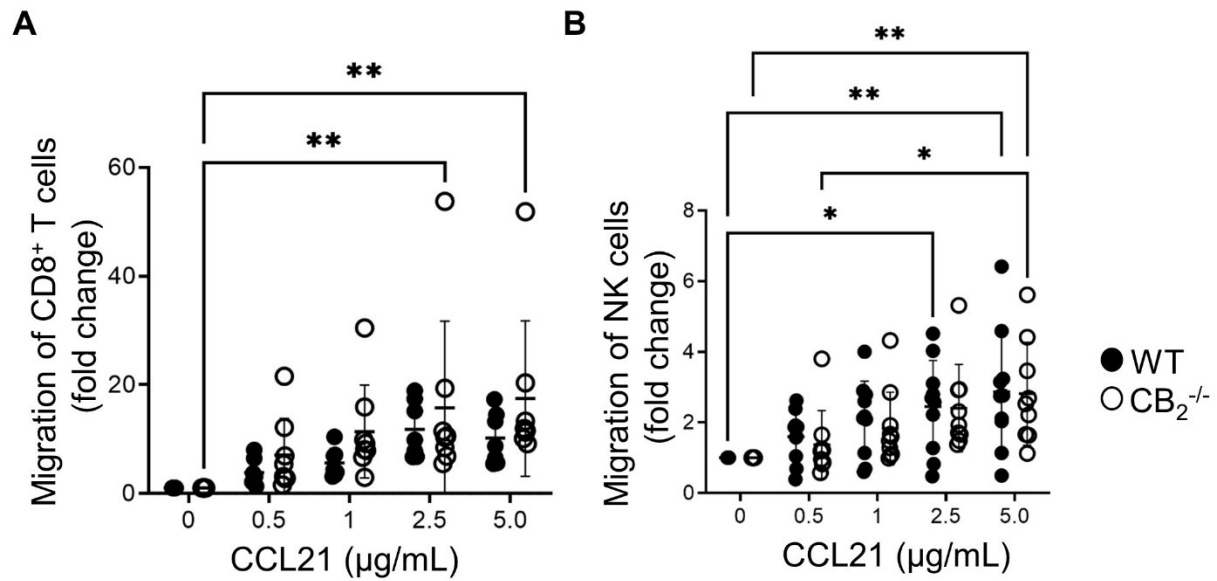 A
**
**
Migration of CD8⁺ T cells
(fold change)
60
40
20
0
0 0.5 1 2.5 5.0
CCL21 (µg/mL)
B
**
**
*
*
Migration of NK cells
(fold change)
8
6
4
2
0
0 0.5 1 2.5 5.0
CCL21 (µg/mL)
WT
CB₂⁻/⁻